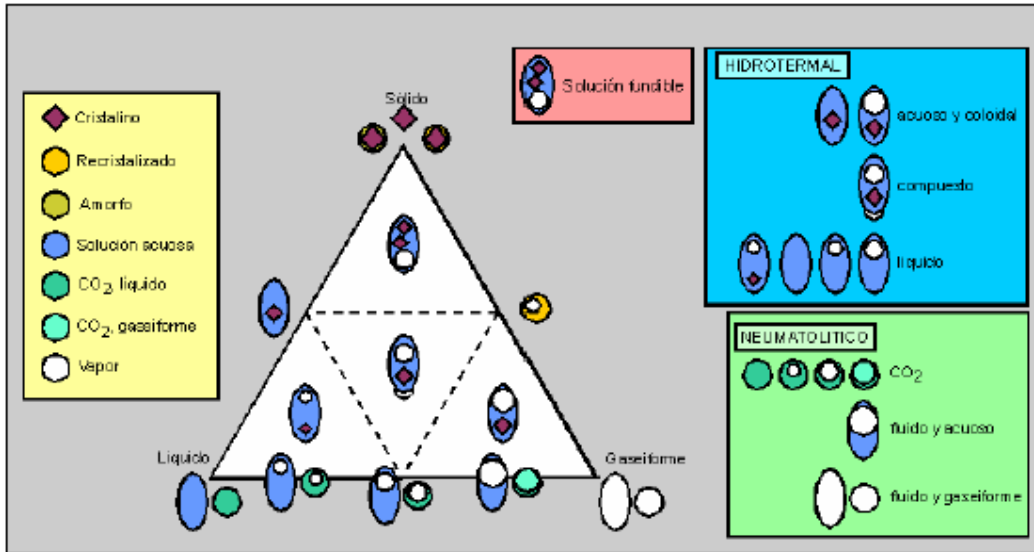 Cristalino
Recristalizado
Amorfo
Solución acuosa
CO2, líquido
CO2, gaseiforme
Vapor
Sólido
Líquido
Gaseiforme
Solución fundible
HIDROTERMAL
acuoso y coloidal
compuesto
líquido
NEUMATOLITICO
CO2
fluido y acuoso
fluido y gaseiforme